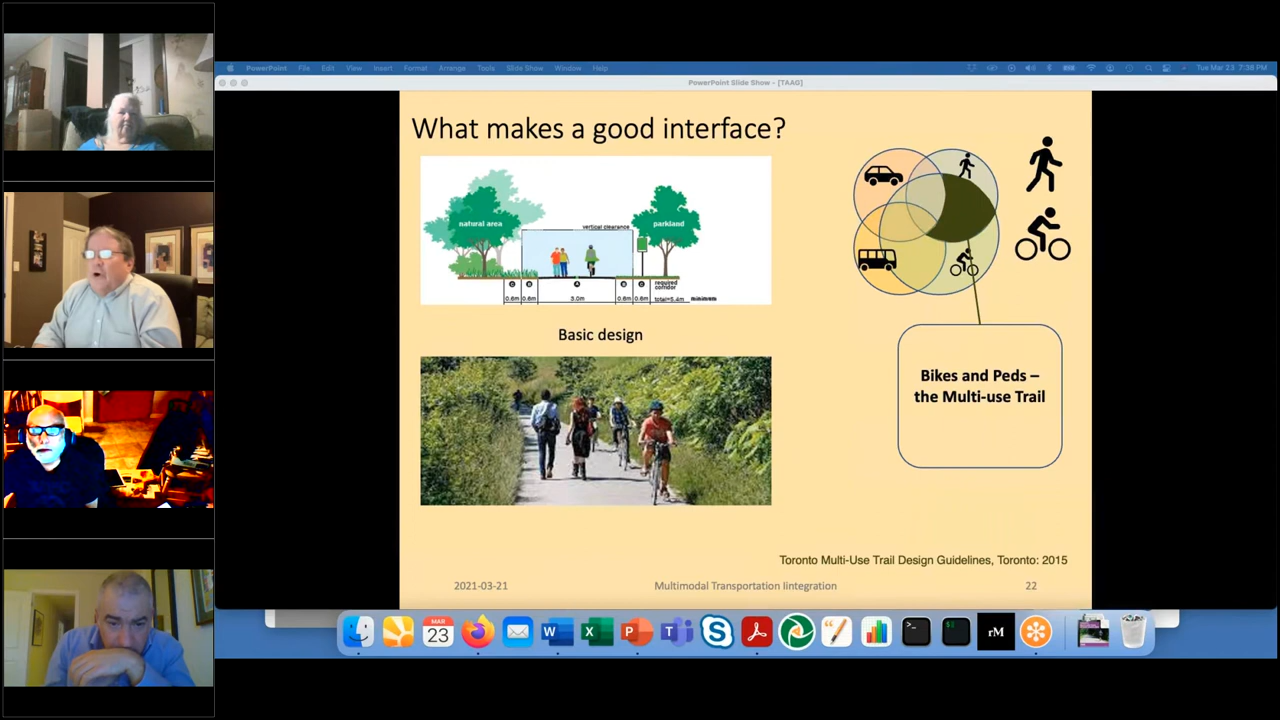 PowerPoint File Edit View Insert Format Arrange Tools Slide Show Window Help
Tue Mar 23 7:38 PM
PowerPoint Slide Show - [TAAG]
What makes a good interface?
natural area
vertical clearance
parkland
C B A B C
required
corridor
0.6m 0.6m 3.0m 0.6m 0.6m total=5.4m minimum
Basic design
Bikes and Peds –
the Multi-use Trail
Toronto Multi-Use Trail Design Guidelines, Toronto: 2015
2021-03-21
Multimodal Transportation Iintegration
22
MAR
23
W
X
P
T
S
>_
$
rM